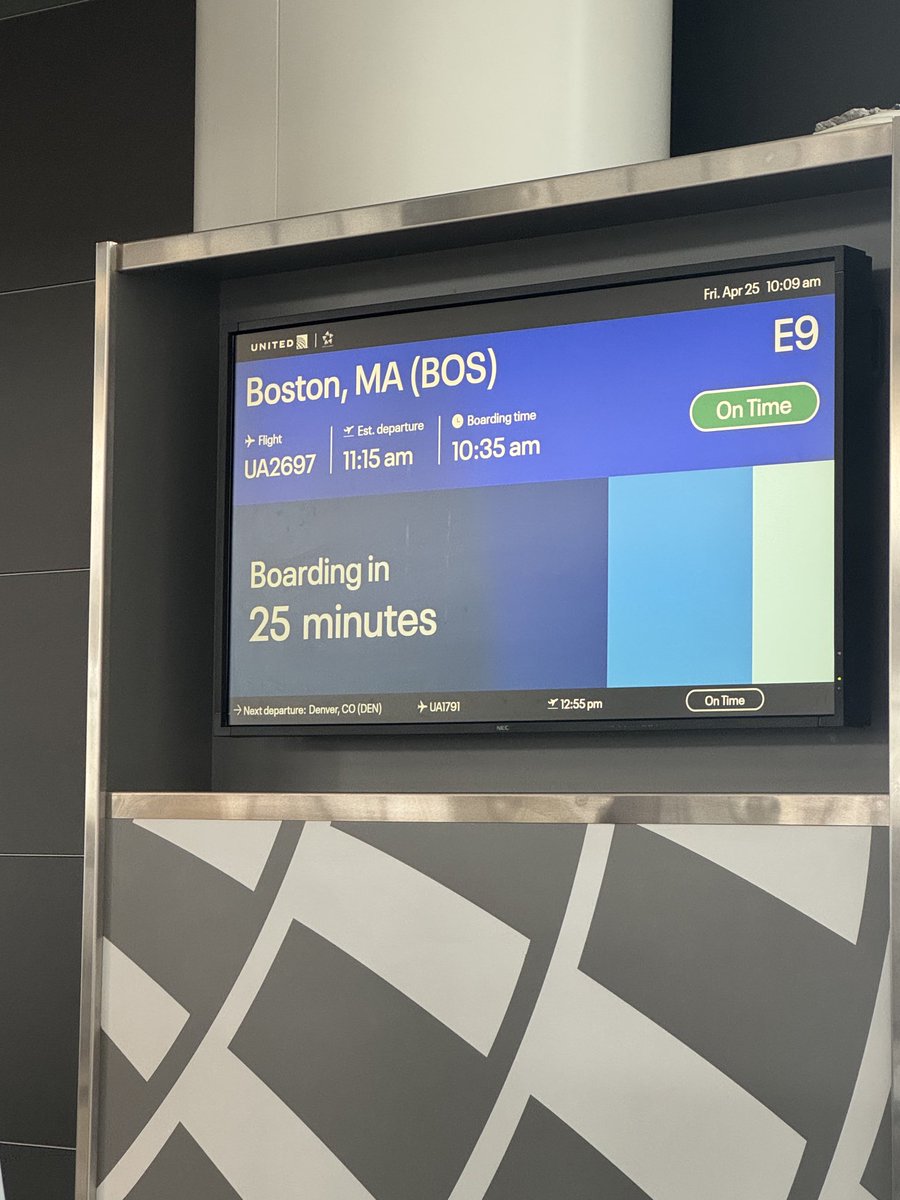 Fri. Apr 25 10:09 am
UNITED
E9
Boston, MA (BOS)
On Time
Flight Est. departure Boarding time
UA2697 11:15 am 10:35 am
Boarding in
25 minutes
Next departure: Denver, CO (DEN) UA1791 12:55 pm On Time
NEC